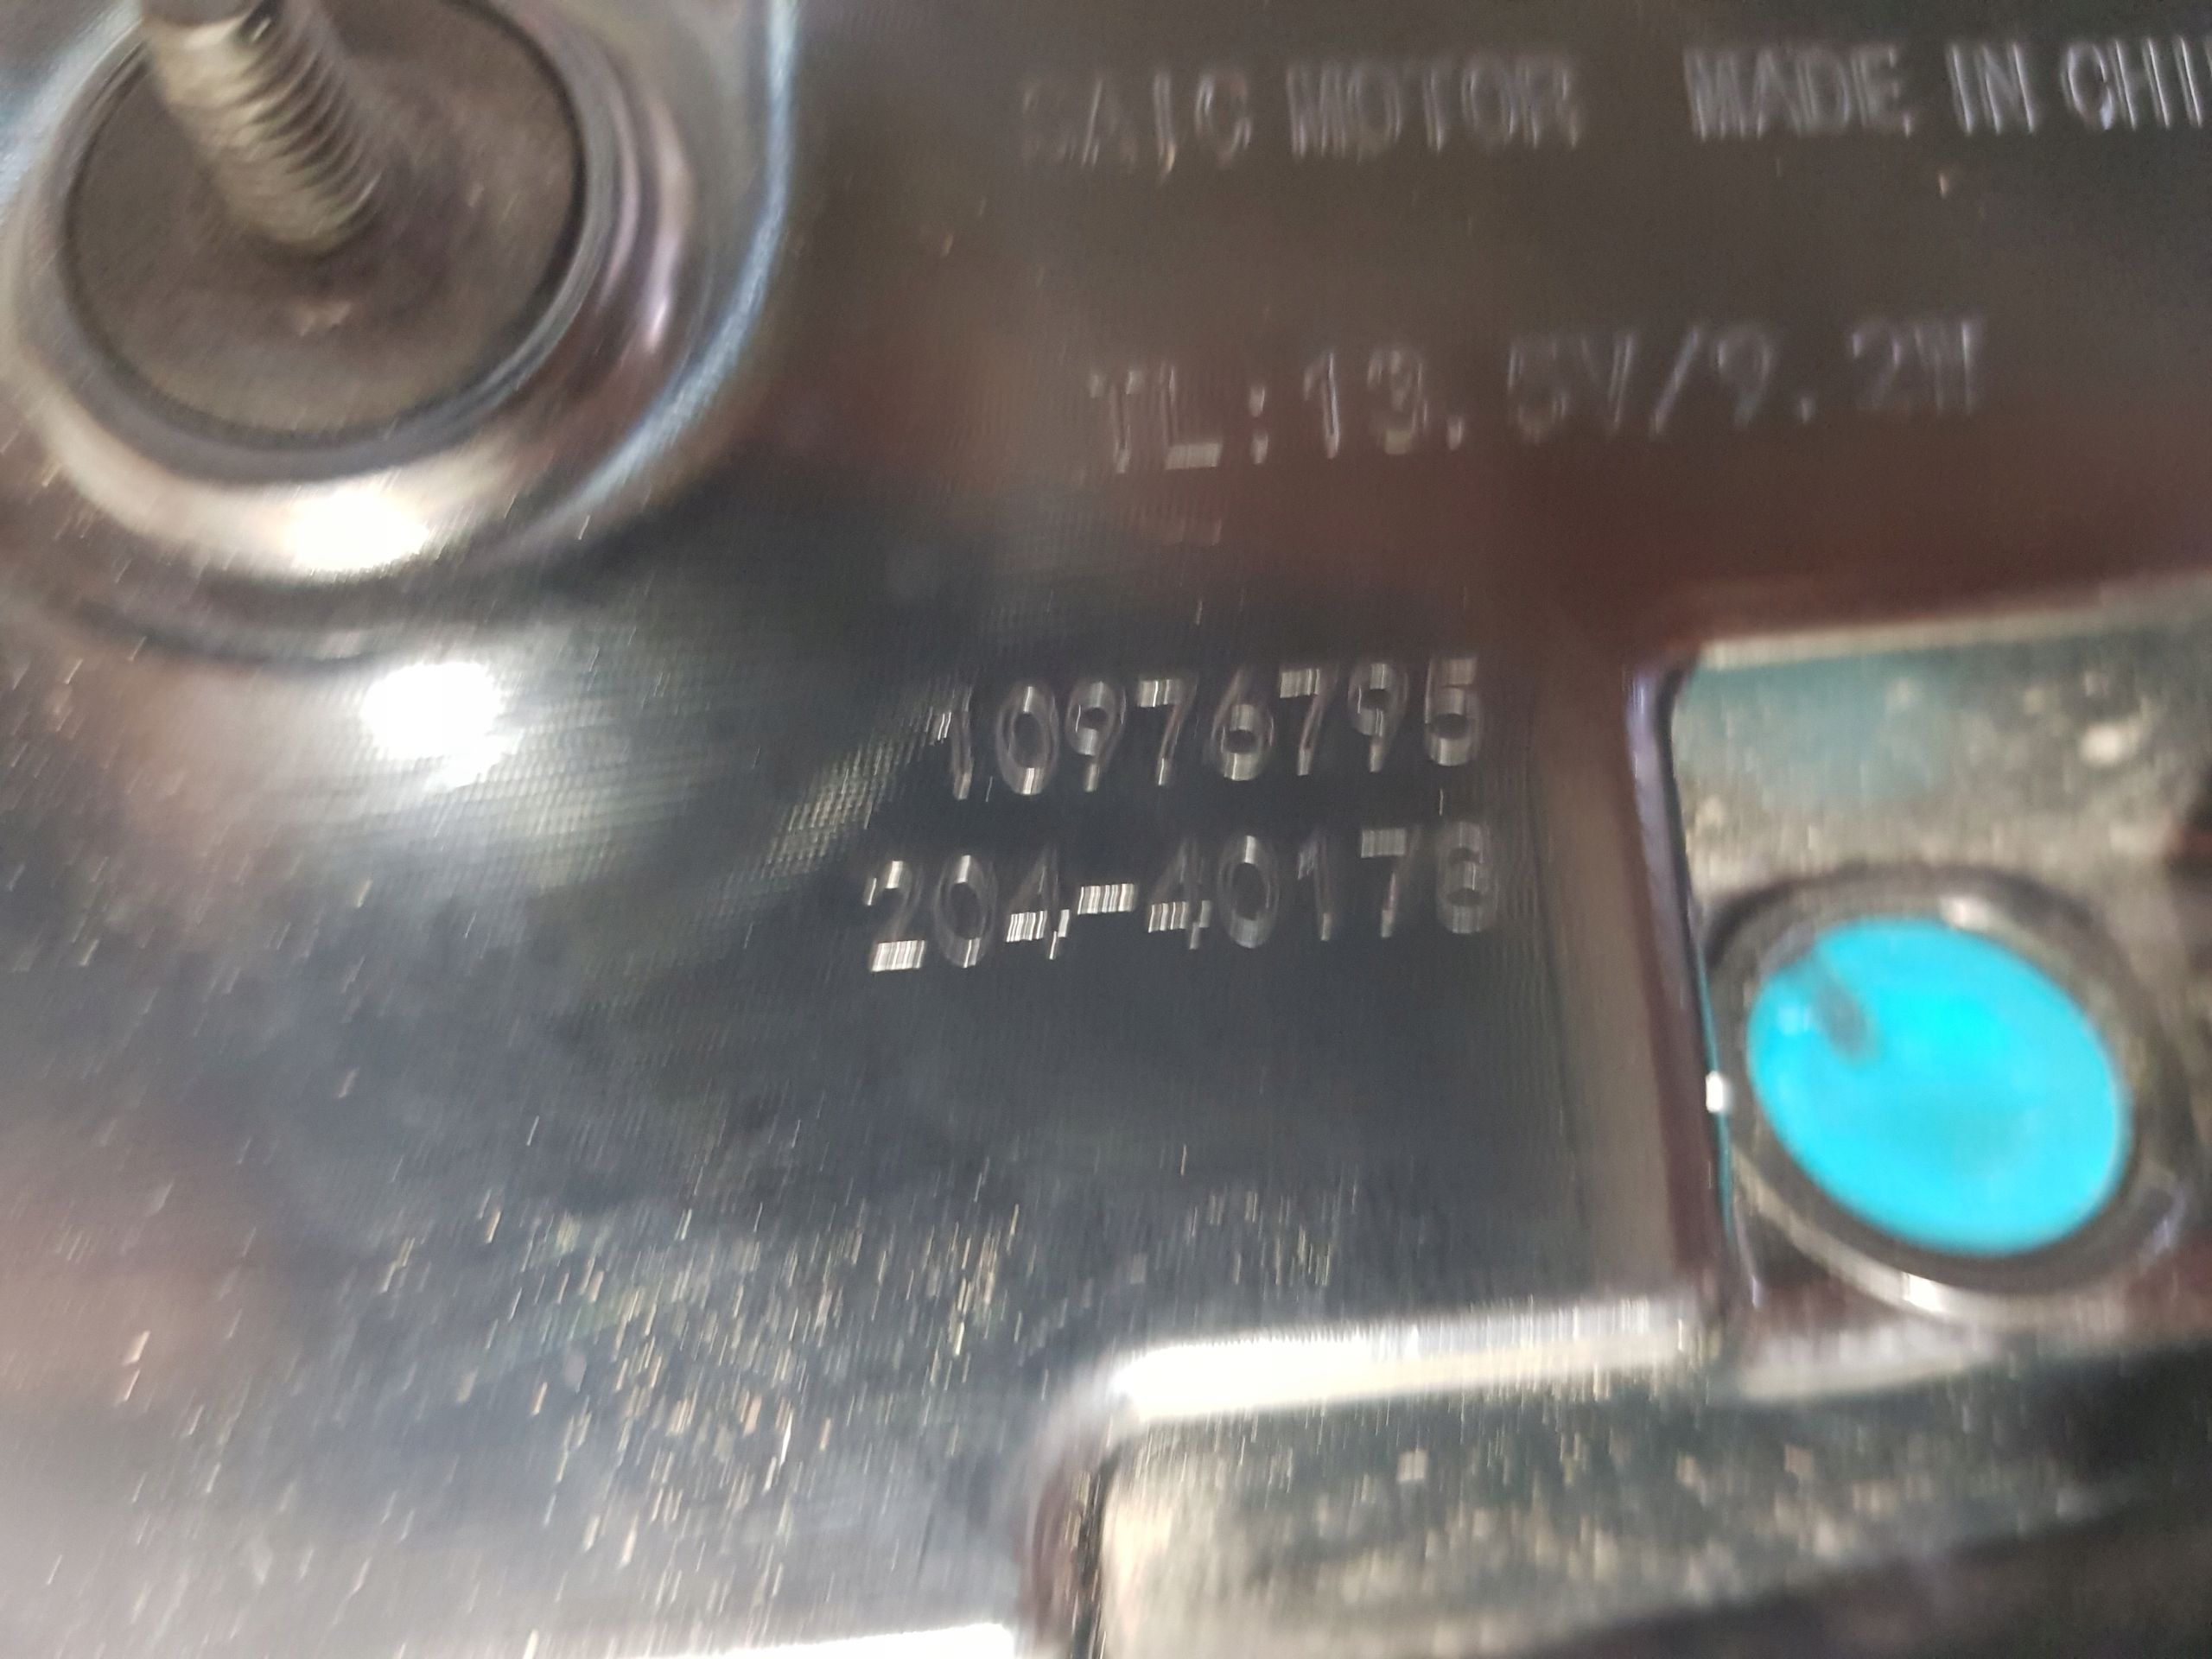 SAIC MOTOR MADE IN CHI
TL:13.5V/9.2W
10976795
204-40178